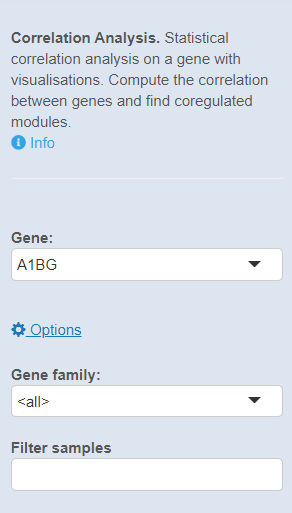 Correlation Analysis. Statistical
correlation analysis on a gene with
visualisations. Compute the correlation
between genes and find coregulated
modules.
Info
Gene:
A1BG
Options
Gene family:
<all>
Filter samples